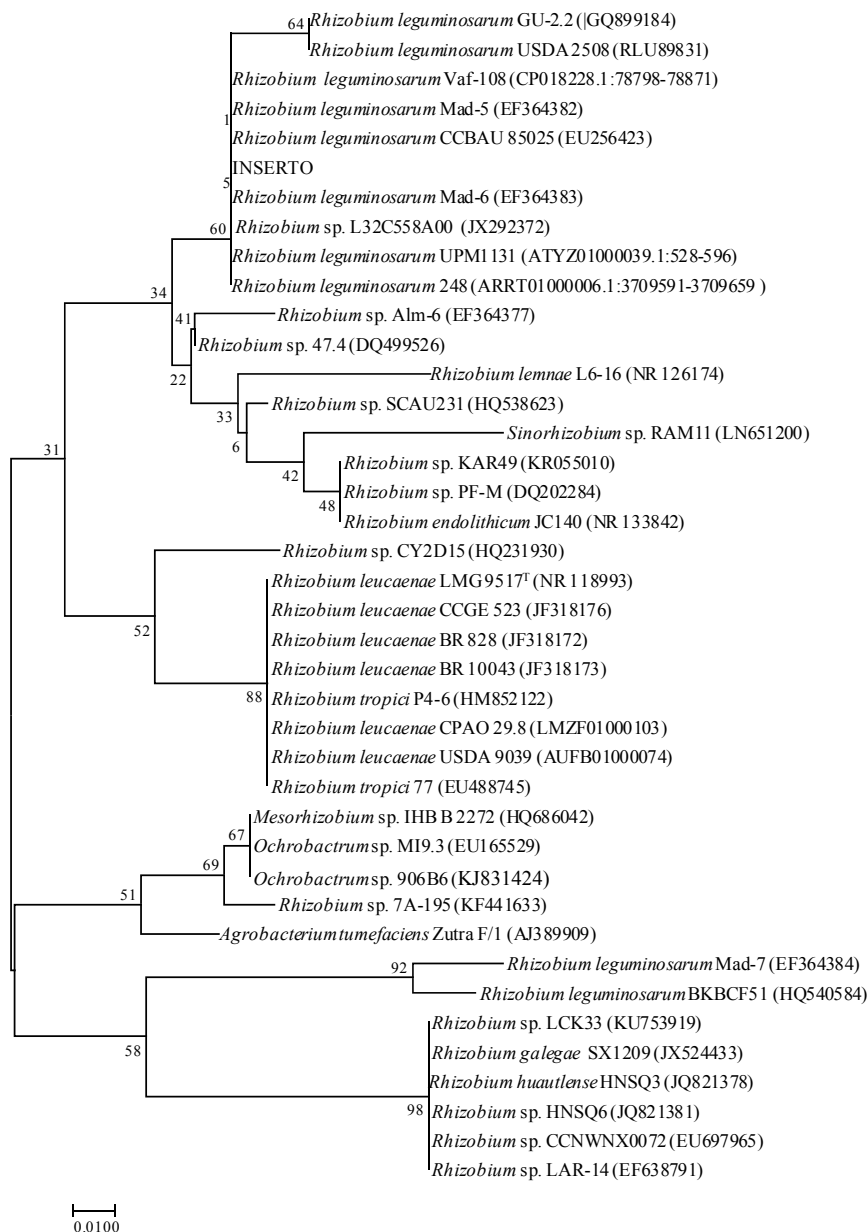 64
Rhizobium leguminosarum GU-2.2 (|GQ899184)
Rhizobium leguminosarum USDA 2508 (RLU89831)
Rhizobium leguminosarum Vaf-108 (CP018228.1:78798-78871)
Rhizobium leguminosarum Mad-5 (EF364382)
1
Rhizobium leguminosarum CCBAU 85025 (EU256423)
INSERTO
5
Rhizobium leguminosarum Mad-6 (EF364383)
60
Rhizobium sp. L32C558A00 (JX292372)
Rhizobium leguminosarum UPM1131 (ATYZ01000039.1:528-596)
Rhizobium leguminosarum 248 (ARRT01000006.1:3709591-3709659 )
34
41
Rhizobium sp. Alm-6 (EF364377)
Rhizobium sp. 47.4 (DQ499526)
22
Rhizobium lemnae L6-16 (NR 126174)
33
Rhizobium sp. SCAU231 (HQ538623)
6
Sinorhizobium sp. RAM11 (LN651200)
31
42
Rhizobium sp. KAR49 (KR055010)
48
Rhizobium sp. PF-M (DQ202284)
Rhizobium endolithicum JC140 (NR 133842)
Rhizobium sp. CY2D15 (HQ231930)
Rhizobium leucaenae LMG 9517ᵀ (NR 118993)
Rhizobium leucaenae CCGE 523 (JF318176)
52
Rhizobium leucaenae BR 828 (JF318172)
Rhizobium leucaenae BR 10043 (JF318173)
88
Rhizobium tropici P4-6 (HM852122)
Rhizobium leucaenae CPAO 29.8 (LMZF01000103)
Rhizobium leucaenae USDA 9039 (AUFB01000074)
Rhizobium tropici 77 (EU488745)
Mesorhizobium sp. IHB B 2272 (HQ686042)
67
Ochrobactrum sp. MI9.3 (EU165529)
69
Ochrobactrum sp. 906B6 (KJ831424)
51
Rhizobium sp. 7A-195 (KF441633)
Agrobacterium tumefaciens Zutra F/1 (AJ389909)
92
Rhizobium leguminosarum Mad-7 (EF364384)
Rhizobium leguminosarum BKBCF51 (HQ540584)
58
Rhizobium sp. LCK33 (KU753919)
Rhizobium galegae SX1209 (JX524433)
Rhizobium huautlense HNSQ3 (JQ821378)
98
Rhizobium sp. HNSQ6 (JQ821381)
Rhizobium sp. CCNWNX0072 (EU697965)
Rhizobium sp. LAR-14 (EF638791)
0.0100